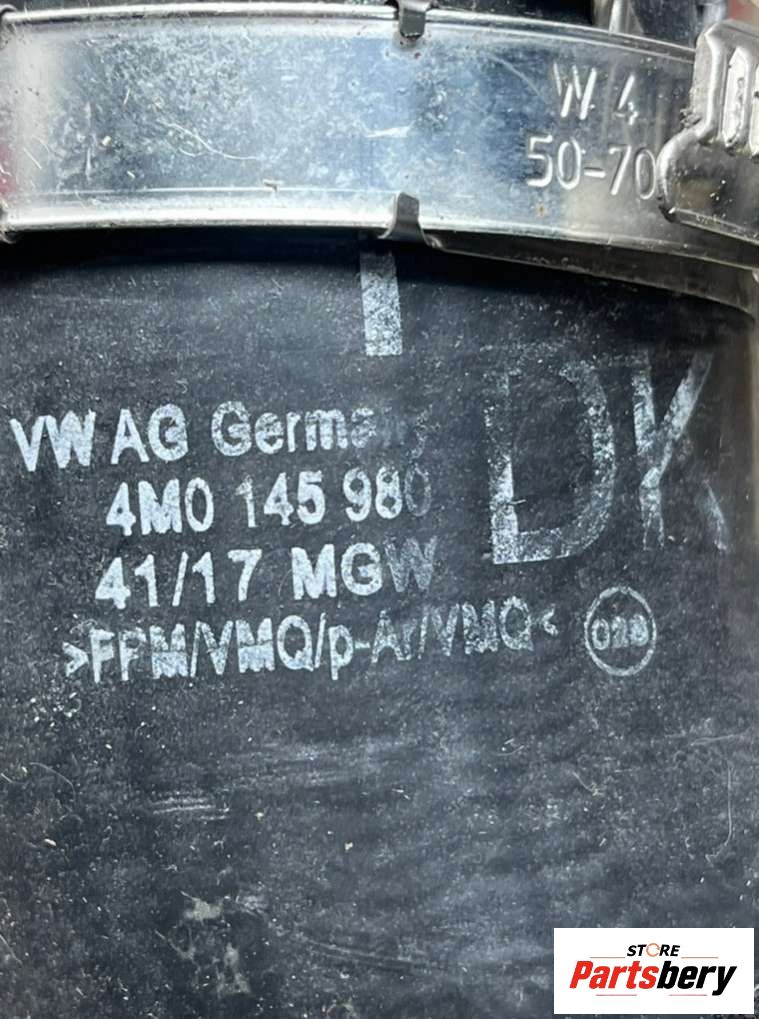 W 4
50-70
VW AG Germany
4M0 145 980
DK
41/17 MGW
>FPM/VMQ/p-Ar/VMQ<
STORE
Partsbery